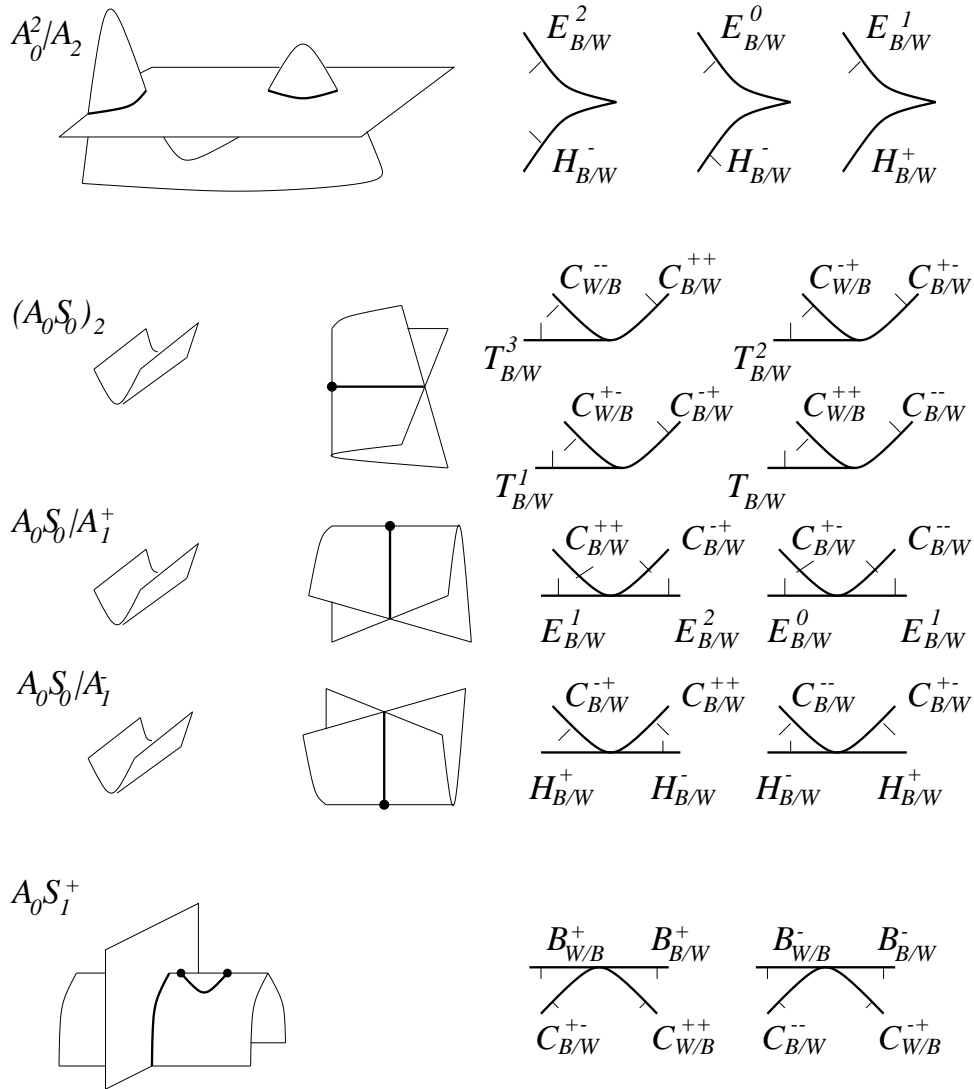 A_0^2/A_2 E_{B/W}^2 E_{B/W}^0 E_{B/W}^1
H_{B/W}^- H_{B/W}^- H_{B/W}^+
(A_0S_0)_2 C_{W/B}^{--} C_{B/W}^{++} C_{W/B}^{-+} C_{B/W}^{+-}
T_{B/W}^3 T_{B/W}^2
C_{W/B}^{+-} C_{B/W}^{-+} C_{W/B}^{++} C_{B/W}^{--}
T_{B/W}^1 T_{B/W}
A_0S_0/A_1^+ C_{B/W}^{++} C_{B/W}^{-+} C_{B/W}^{+-} C_{B/W}^{--}
E_{B/W}^1 E_{B/W}^2 E_{B/W}^0 E_{B/W}^1
A_0S_0/A_1^- C_{B/W}^{-+} C_{B/W}^{++} C_{B/W}^{--} C_{B/W}^{+-}
H_{B/W}^+ H_{B/W}^- H_{B/W}^- H_{B/W}^+
A_0S_1^+ B_{W/B}^+ B_{B/W}^+ B_{W/B}^- B_{B/W}^-
C_{B/W}^{+-} C_{W/B}^{++} C_{B/W}^{--} C_{W/B}^{-+}